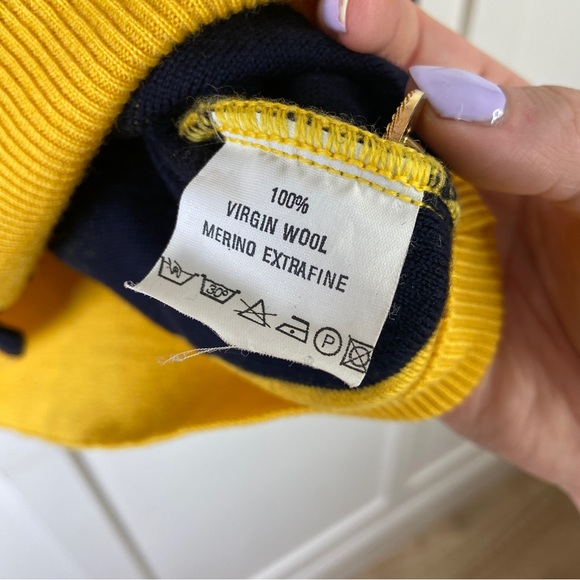 100%
VIRGIN WOOL
MERINO EXTRAFINE
30° P